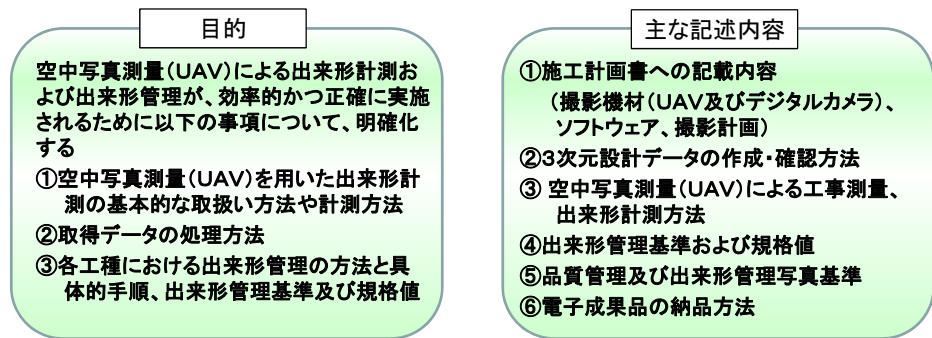 目的
空中写真測量(UAV)による出来形計測お
よび出来形管理が、効率的かつ正確に実施
されるために以下の事項について、明確化
する
①空中写真測量(UAV)を用いた出来形計
測の基本的な取扱い方法や計測方法
②取得データの処理方法
③各工種における出来形管理の方法と具
体的手順、出来形管理基準及び規格値
主な記述内容
①施工計画書への記載内容
(撮影機材(UAV及びデジタルカメラ)、
ソフトウェア、撮影計画)
②3次元設計データの作成・確認方法
③ 空中写真測量(UAV)による工事測量、
出来形計測方法
④出来形管理基準および規格値
⑤品質管理及び出来形管理写真基準
⑥電子成果品の納品方法